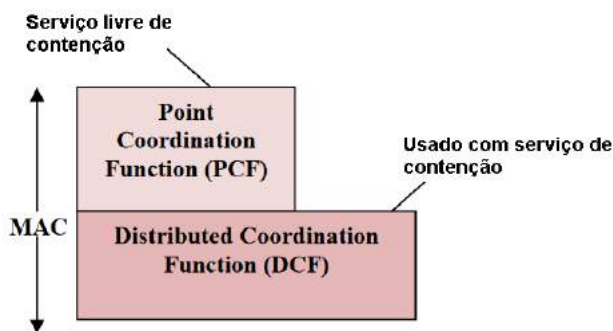 Serviço livre de
contenção
Point
Coordination
Function (PCF)
Usado com serviço de
contenção
MAC
Distributed Coordination
Function (DCF)